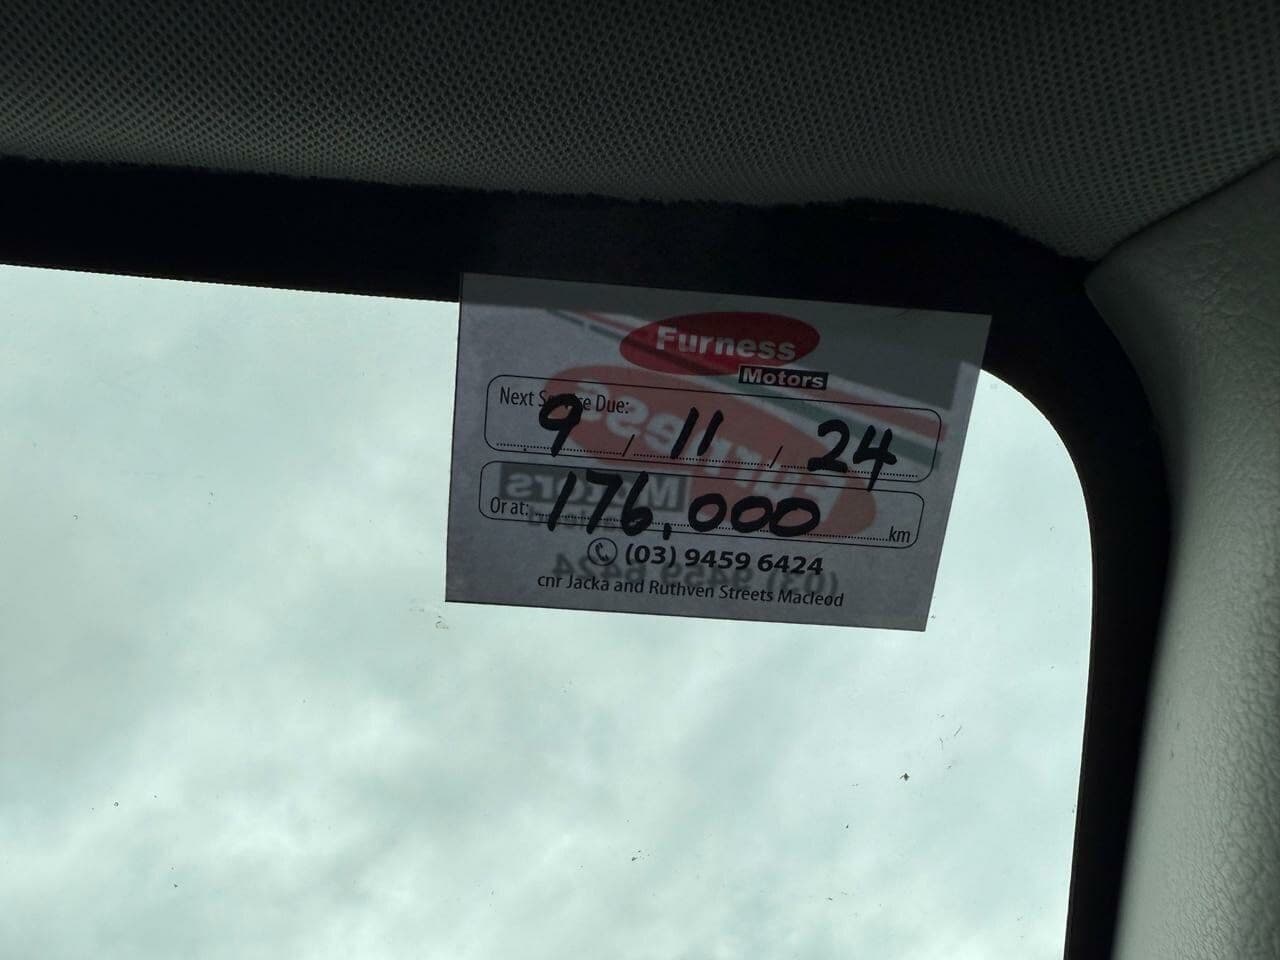 Furness
Motors
Next Service Due:
9 / 11 / 24
Or at: 176,000 km
(03) 9459 6424
cnr Jacka and Ruthven Streets Macleod